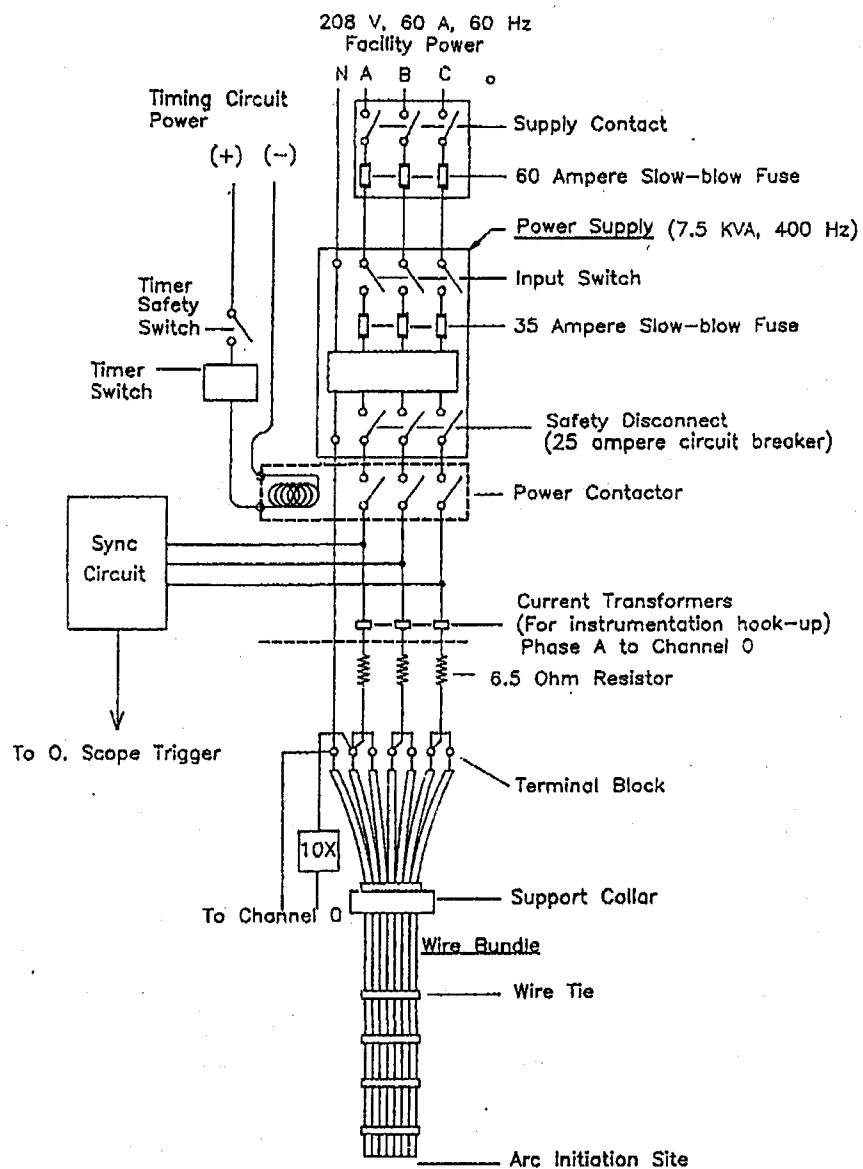 208 V, 60 A, 60 Hz
Facility Power
N A B C o
Timing Circuit
Power
(+) (−)
Supply Contact
60 Ampere Slow-blow Fuse
Power Supply (7.5 KVA, 400 Hz)
Input Switch
Timer
Safety
Switch
35 Ampere Slow-blow Fuse
Timer
Switch
Safety Disconnect
(25 ampere circuit breaker)
Power Contactor
Sync
Circuit
Current Transformers
(For instrumentation hook-up)
Phase A to Channel 0
6.5 Ohm Resistor
To O. Scope Trigger
Terminal Block
10X
To Channel 0
Support Collar
Wire Bundle
Wire Tie
Arc Initiation Site